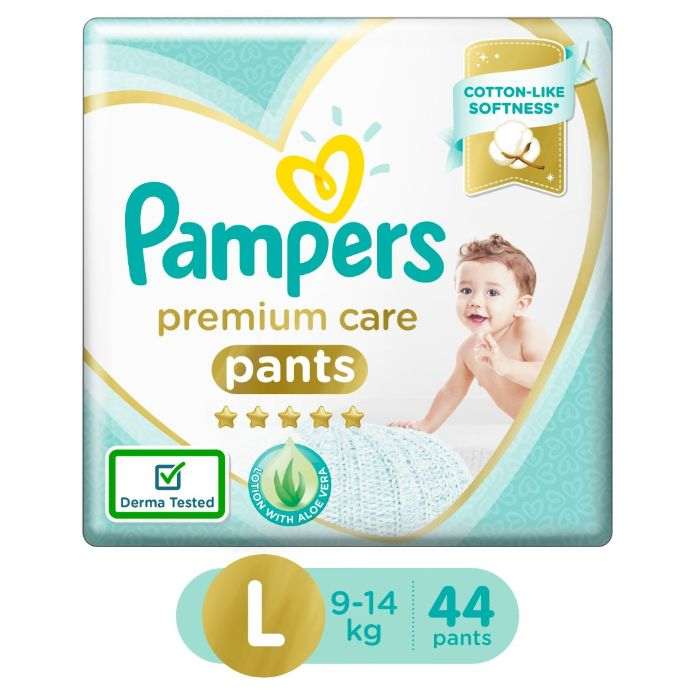 COTTON-LIKE
SOFTNESS*
Pampers
premium care
pants
Derma Tested
LOTION WITH ALOE VERA
L
9-14
kg
44
pants